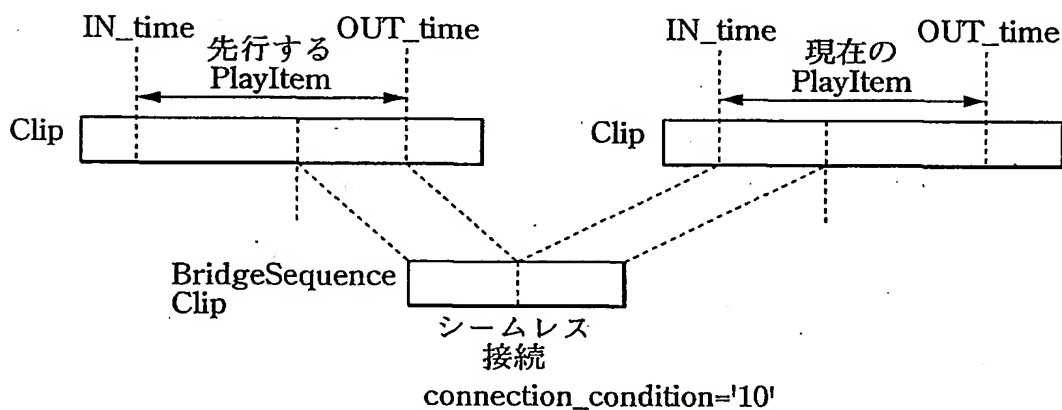 IN_time
先行する
PlayItem
OUT_time
IN_time
現在の
PlayItem
OUT_time
Clip
Clip
BridgeSequence
Clip
シームレス
接続
connection_condition='10'